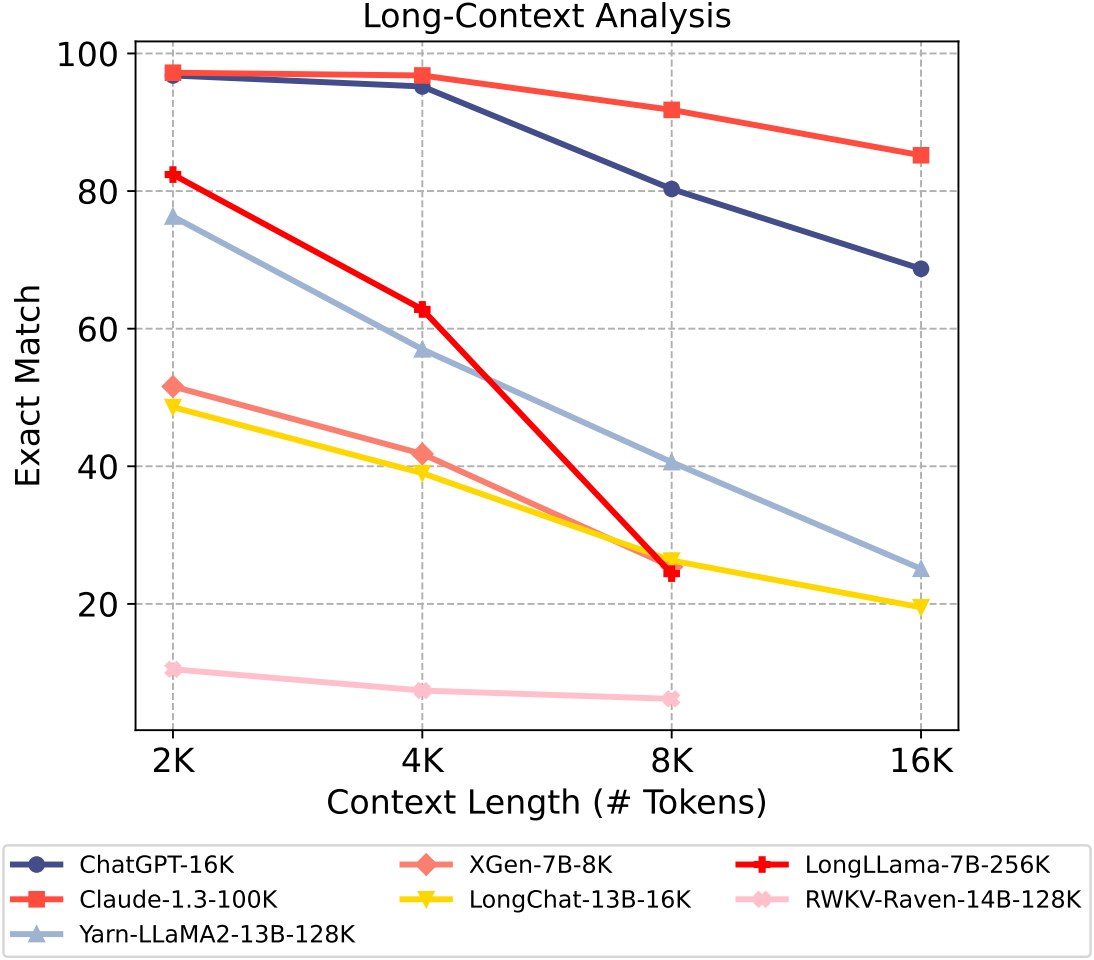 Long-Context Analysis
100
80
60
40
20
Exact Match
2K 4K 8K 16K
Context Length (# Tokens)
ChatGPT-16K XGen-7B-8K LongLLama-7B-256K
Claude-1.3-100K LongChat-13B-16K RWKV-Raven-14B-128K
Yarn-LLaMA2-13B-128K